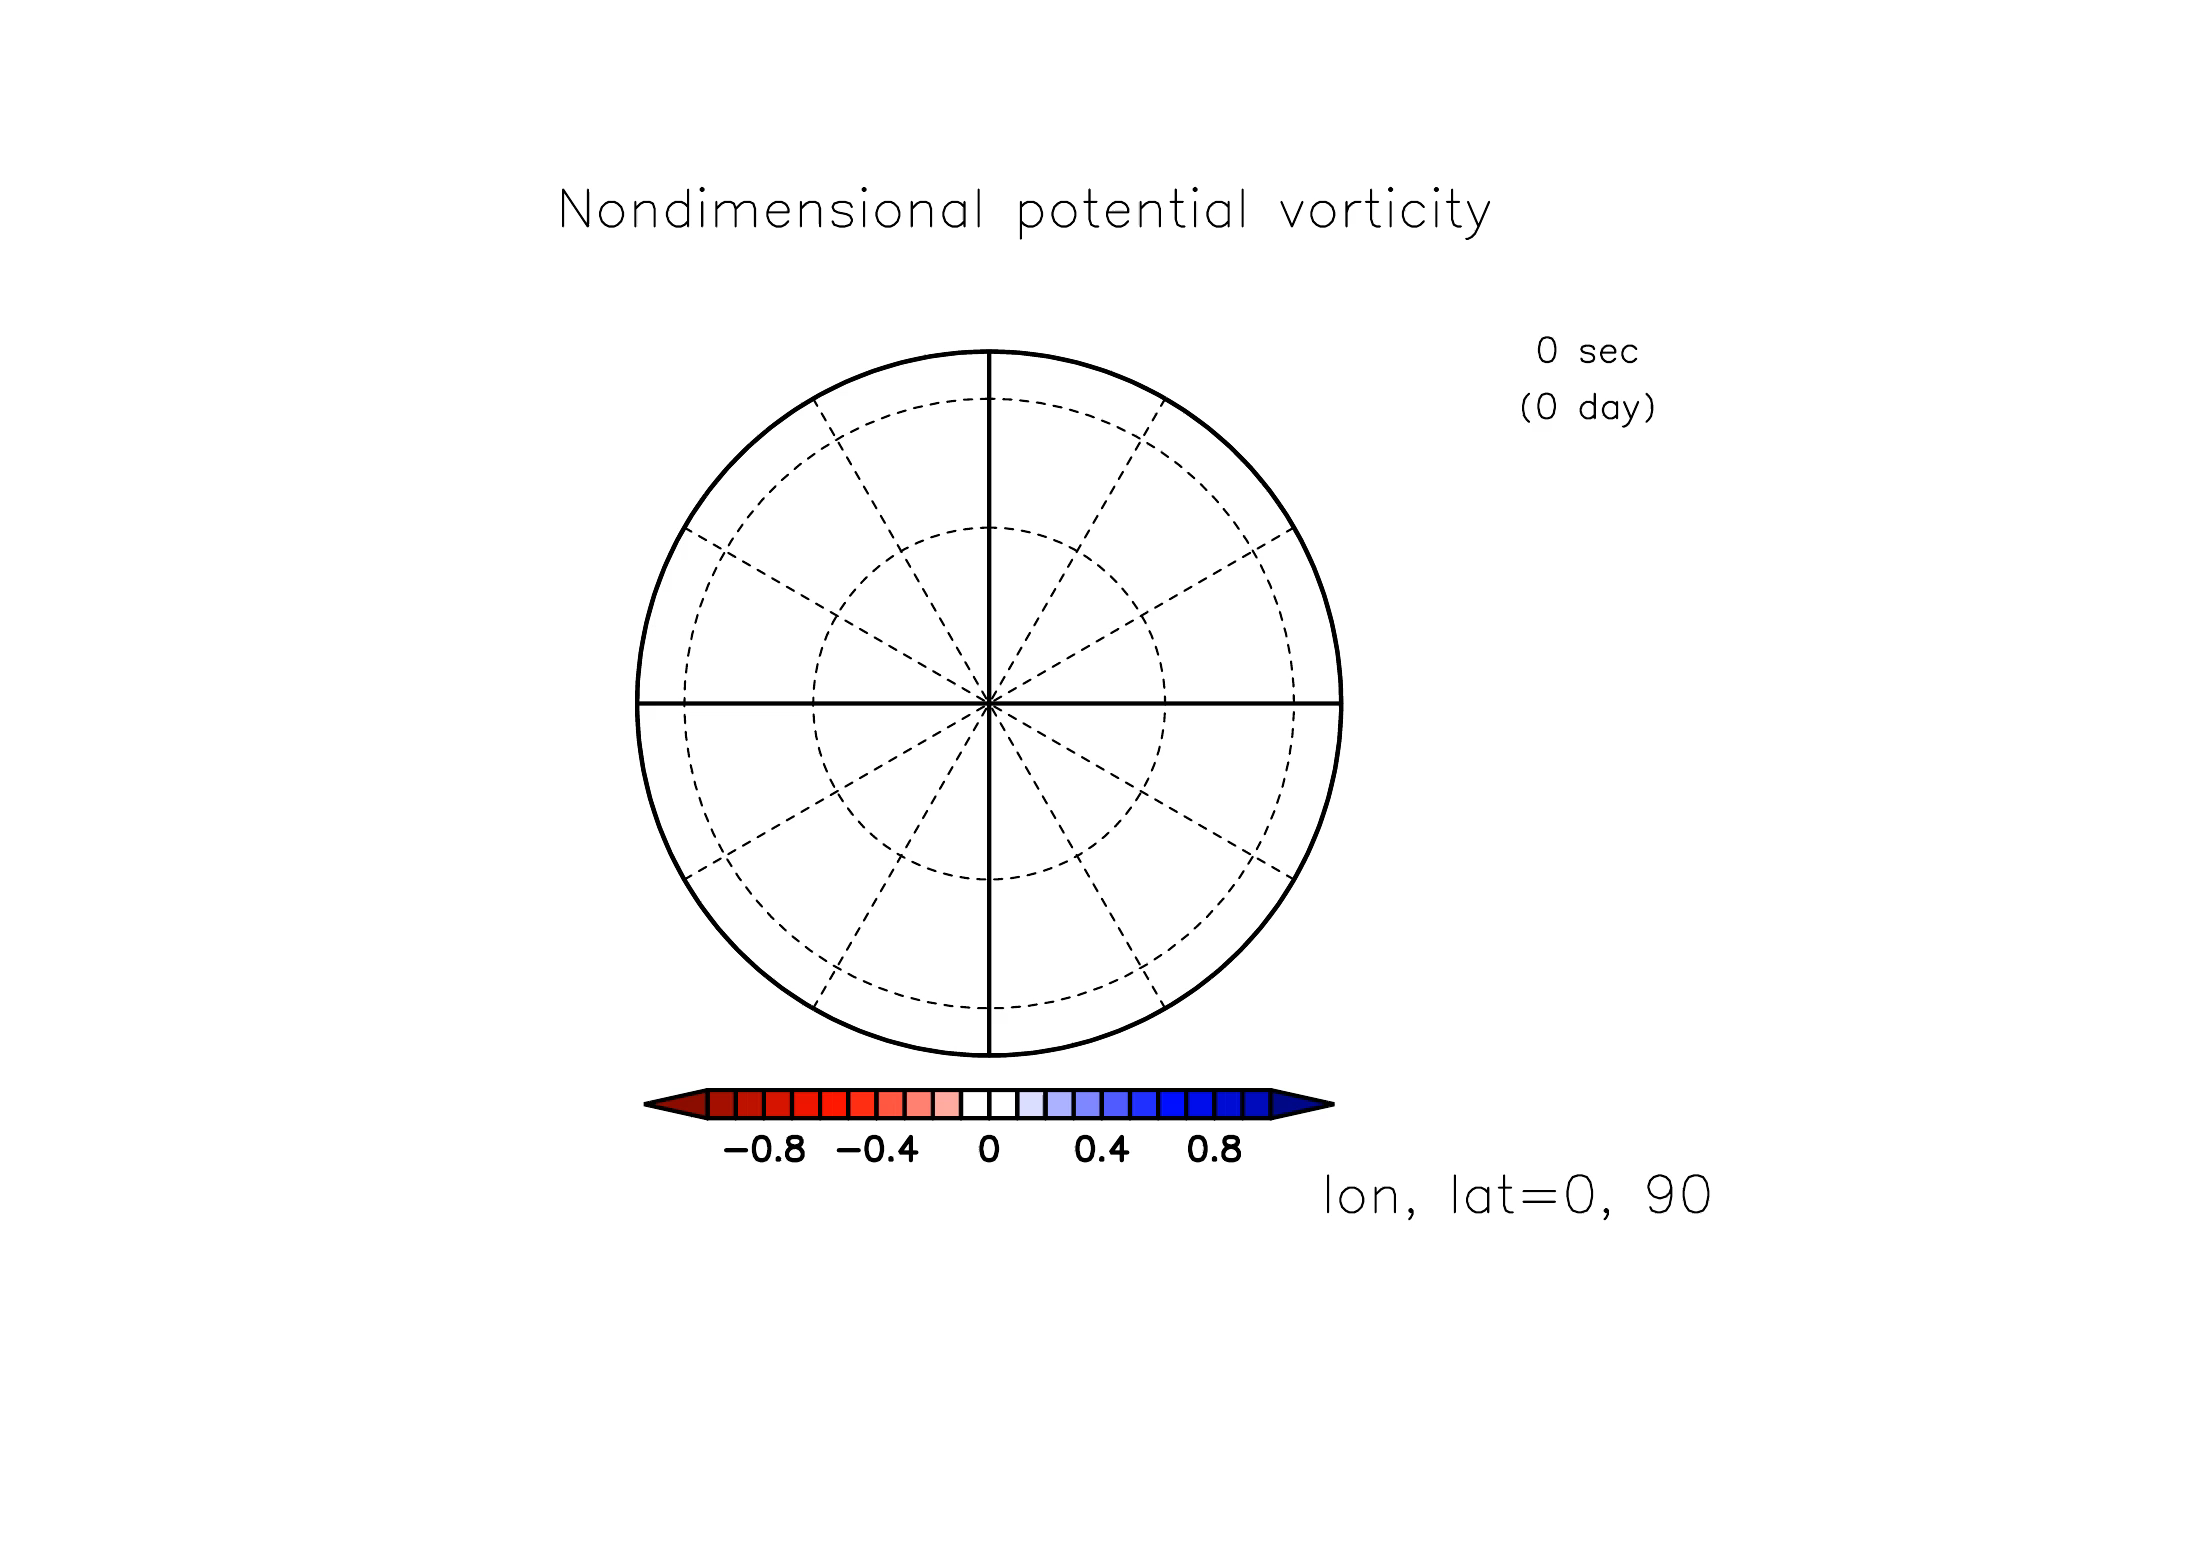 Nondimensional potential vorticity
0 sec
(0 day)
−0.8 −0.4 0 0.4 0.8
lon, lat=0, 90